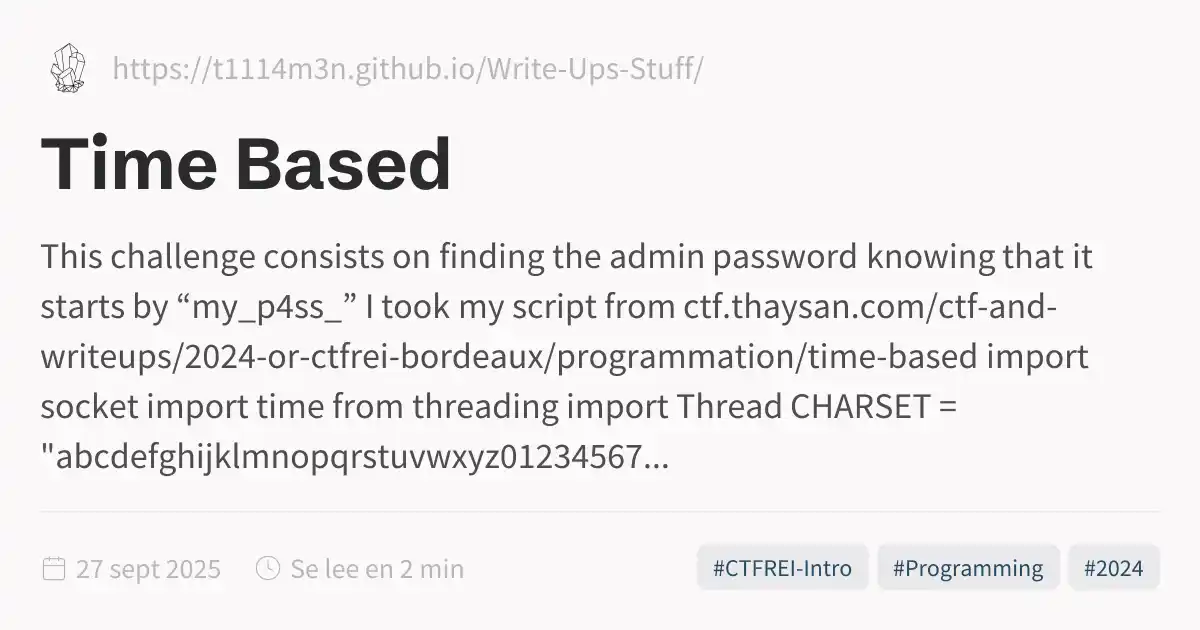 https://t1114m3n.github.io/Write-Ups-Stuff/
Time Based
This challenge consists on finding the admin password knowing that it
starts by “my_p4ss_” I took my script from ctf.thaysan.com/ctf-and-
writeups/2024-or-ctfrei-bordeaux/programmation/time-based import
socket import time from threading import Thread CHARSET =
"abcdefghijklmnopqrstuvwxyz01234567...
27 sept 2025 Se lee en 2 min #CTFREI-Intro #Programming #2024